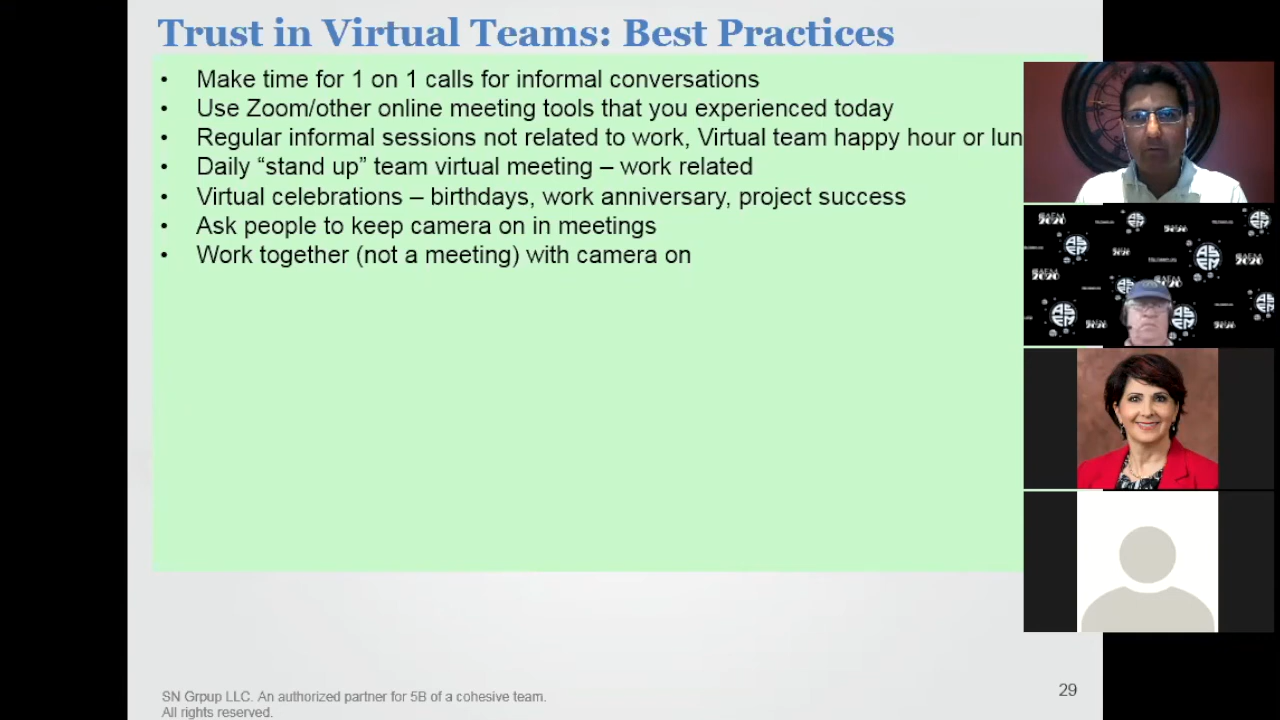 Trust in Virtual Teams: Best Practices
• Make time for 1 on 1 calls for informal conversations
• Use Zoom/other online meeting tools that you experienced today
• Regular informal sessions not related to work, Virtual team happy hour or lun
• Daily “stand up” team virtual meeting – work related
• Virtual celebrations – birthdays, work anniversary, project success
• Ask people to keep camera on in meetings
• Work together (not a meeting) with camera on
2020
2020
2020
2020
SN Grpup LLC. An authorized partner for 5B of a cohesive team.
All rights reserved.
29